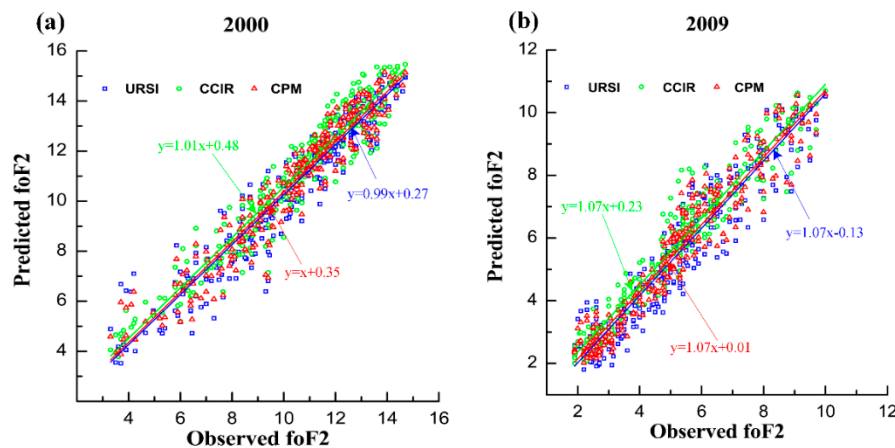 (a) 2000
16
14
12
10
8
6
4
Predicted foF2
URSI CCIR CPM
y=1.01x+0.48
y=0.99x+0.27
y=x+0.35
4 6 8 10 12 14 16
Observed foF2
(b) 2009
12
10
8
6
4
2
Predicted foF2
URSI CCIR CPM
y=1.07x+0.23
y=1.07x-0.13
y=1.07x+0.01
2 4 6 8 10 12
Observed foF2